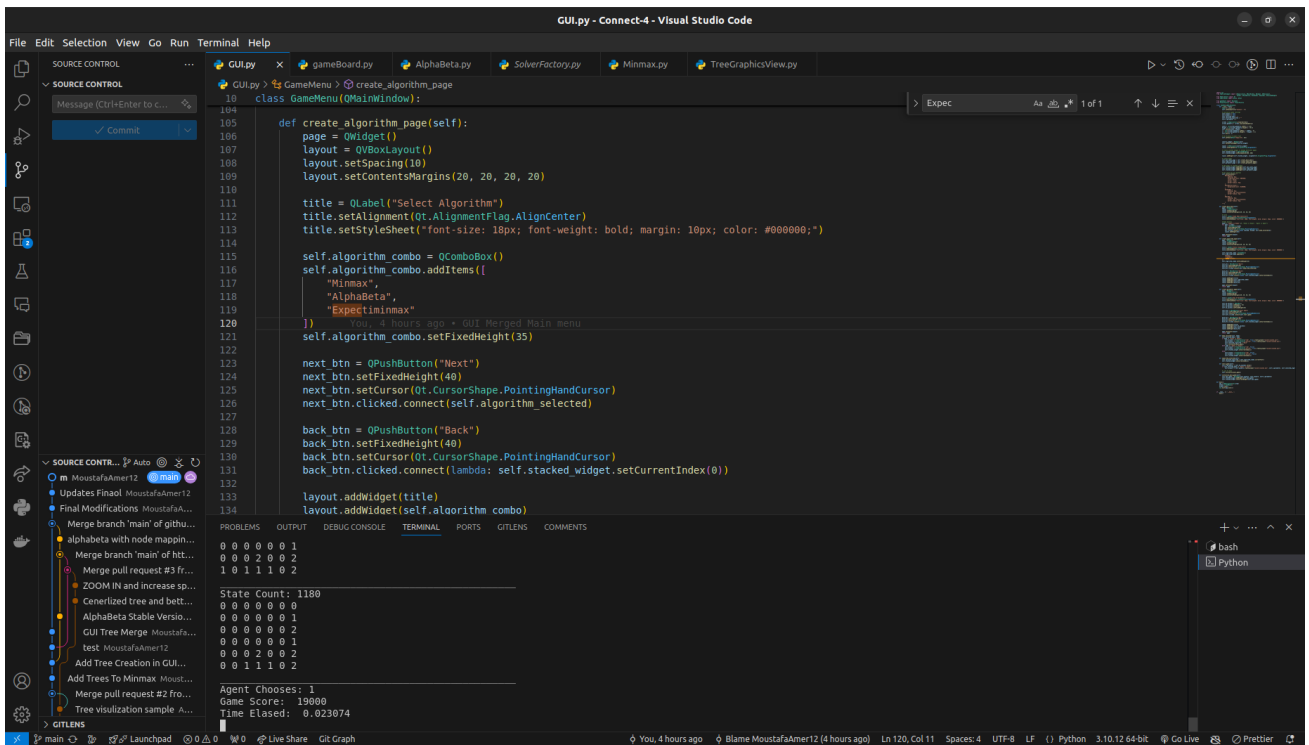 GUI.py - Connect-4 - Visual Studio Code
File Edit Selection View Go Run Terminal Help
SOURCE CONTROL
GUI.py
gameBoard.py
AlphaBeta.py
SolverFactory.py
Minmax.py
TreeGraphicsView.py
SOURCE CONTROL
Message (Ctrl+Enter to c...
Commit
GUI.py > GameMenu > create_algorithm_page
Expec
Aa ab 1 of 1
10 class GameMenu(QMainWindow):
104
105 def create_algorithm_page(self):
106 page = QWidget()
107 layout = QVBoxLayout()
108 layout.setSpacing(10)
109 layout.setContentsMargins(20, 20, 20, 20)
110
111 title = QLabel("Select Algorithm")
112 title.setAlignment(Qt.AlignmentFlag.AlignCenter)
113 title.setStyleSheet("font-size: 18px; font-weight: bold; margin: 10px; color: #000000;")
114
115 self.algorithm_combo = QComboBox()
116 self.algorithm_combo.addItems([
117 "Minmax",
118 "AlphaBeta",
119 "Expectiminmax"
120 ]) You, 4 hours ago • GUI Merged Main menu
121 self.algorithm_combo.setFixedHeight(35)
122
123 next_btn = QPushButton("Next")
124 next_btn.setFixedHeight(40)
125 next_btn.setCursor(Qt.CursorShape.PointingHandCursor)
126 next_btn.clicked.connect(self.algorithm_selected)
127
128 back_btn = QPushButton("Back")
129 back_btn.setFixedHeight(40)
130 back_btn.setCursor(Qt.CursorShape.PointingHandCursor)
131 back_btn.clicked.connect(lambda: self.stacked_widget.setCurrentIndex(0))
132
133 layout.addWidget(title)
134 layout.addWidget(self.algorithm_combo)
SOURCE CONTR... Auto
m MoustafaAmer12 main
Updates Finaol MoustafaAmer12
Final Modifications MoustafaA...
Merge branch 'main' of githu...
alphabeta with node mappin...
Merge branch 'main' of htt...
Merge pull request #3 fr...
ZOOM IN and increase sp...
Cenerlized tree and bett...
AlphaBeta Stable Versio...
GUI Tree Merge Moustafa...
test MoustafaAmer12
Add Tree Creation in GUI...
Add Trees To Minmax Moust...
Merge pull request #2 fro...
Tree visulization sample A...
GITLENS
PROBLEMS OUTPUT DEBUG CONSOLE TERMINAL PORTS GITLENS COMMENTS
bash
Python
0 0 0 0 0 0 1
0 0 0 2 0 0 2
1 0 1 1 1 0 2
State Count: 1180
0 0 0 0 0 0 0
0 0 0 0 0 0 1
0 0 0 0 0 0 2
0 0 0 0 0 0 1
0 0 0 2 0 0 2
0 0 1 1 1 0 2
Agent Chooses: 1
Game Score: 19000
Time Elased: 0.023074
main Launchpad 0 0 0 Live Share Git Graph You, 4 hours ago Blame MoustafaAmer12 (4 hours ago) Ln 120, Col 11 Spaces: 4 UTF-8 LF {} Python 3.10.12 64-bit Go Live Prettier